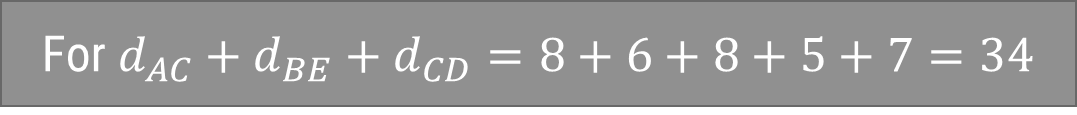 For d_{AC} + d_{BE} + d_{CD} = 8 + 6 + 8 + 5 + 7 = 34